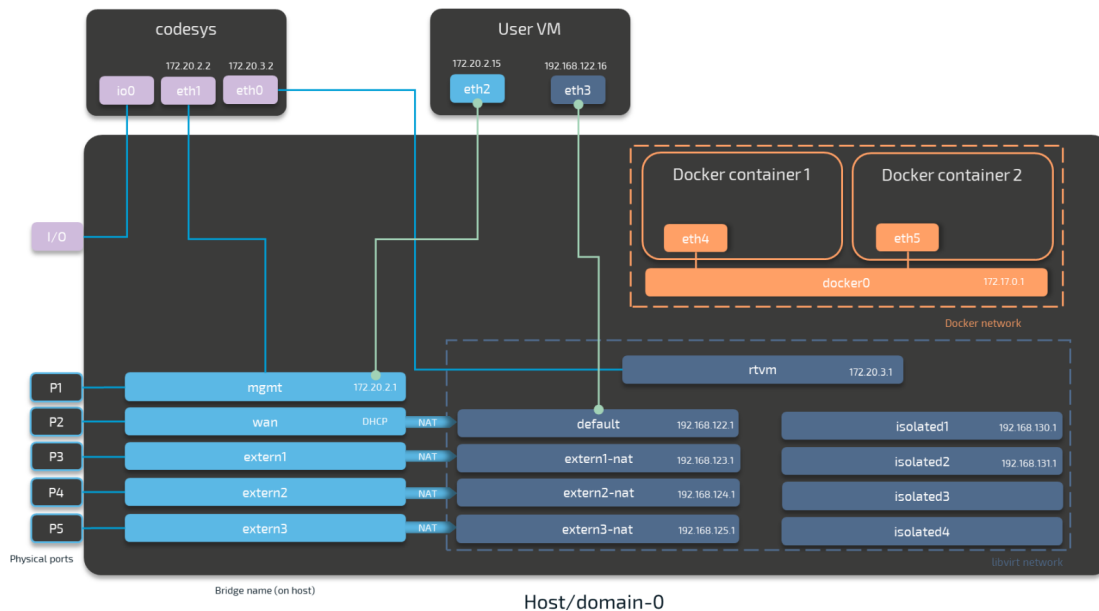 codesys
User VM
172.20.2.2
172.20.3.2
172.20.2.15
192.168.122.16
io0
eth1
eth0
eth2
eth3
Docker container 1
Docker container 2
I/O
eth4
eth5
docker0
172.17.0.1
Docker network
rtvm
172.20.3.1
P1
mgmt
172.20.2.1
P2
wan
DHCP
NAT
default
192.168.122.1
isolated1
192.168.130.1
P3
extern1
NAT
extern1-nat
192.168.123.1
isolated2
192.168.131.1
P4
extern2
NAT
extern2-nat
192.168.124.1
isolated3
P5
extern3
NAT
extern3-nat
192.168.125.1
isolated4
Physical ports
libvirt network
Bridge name (on host)
Host/domain-0